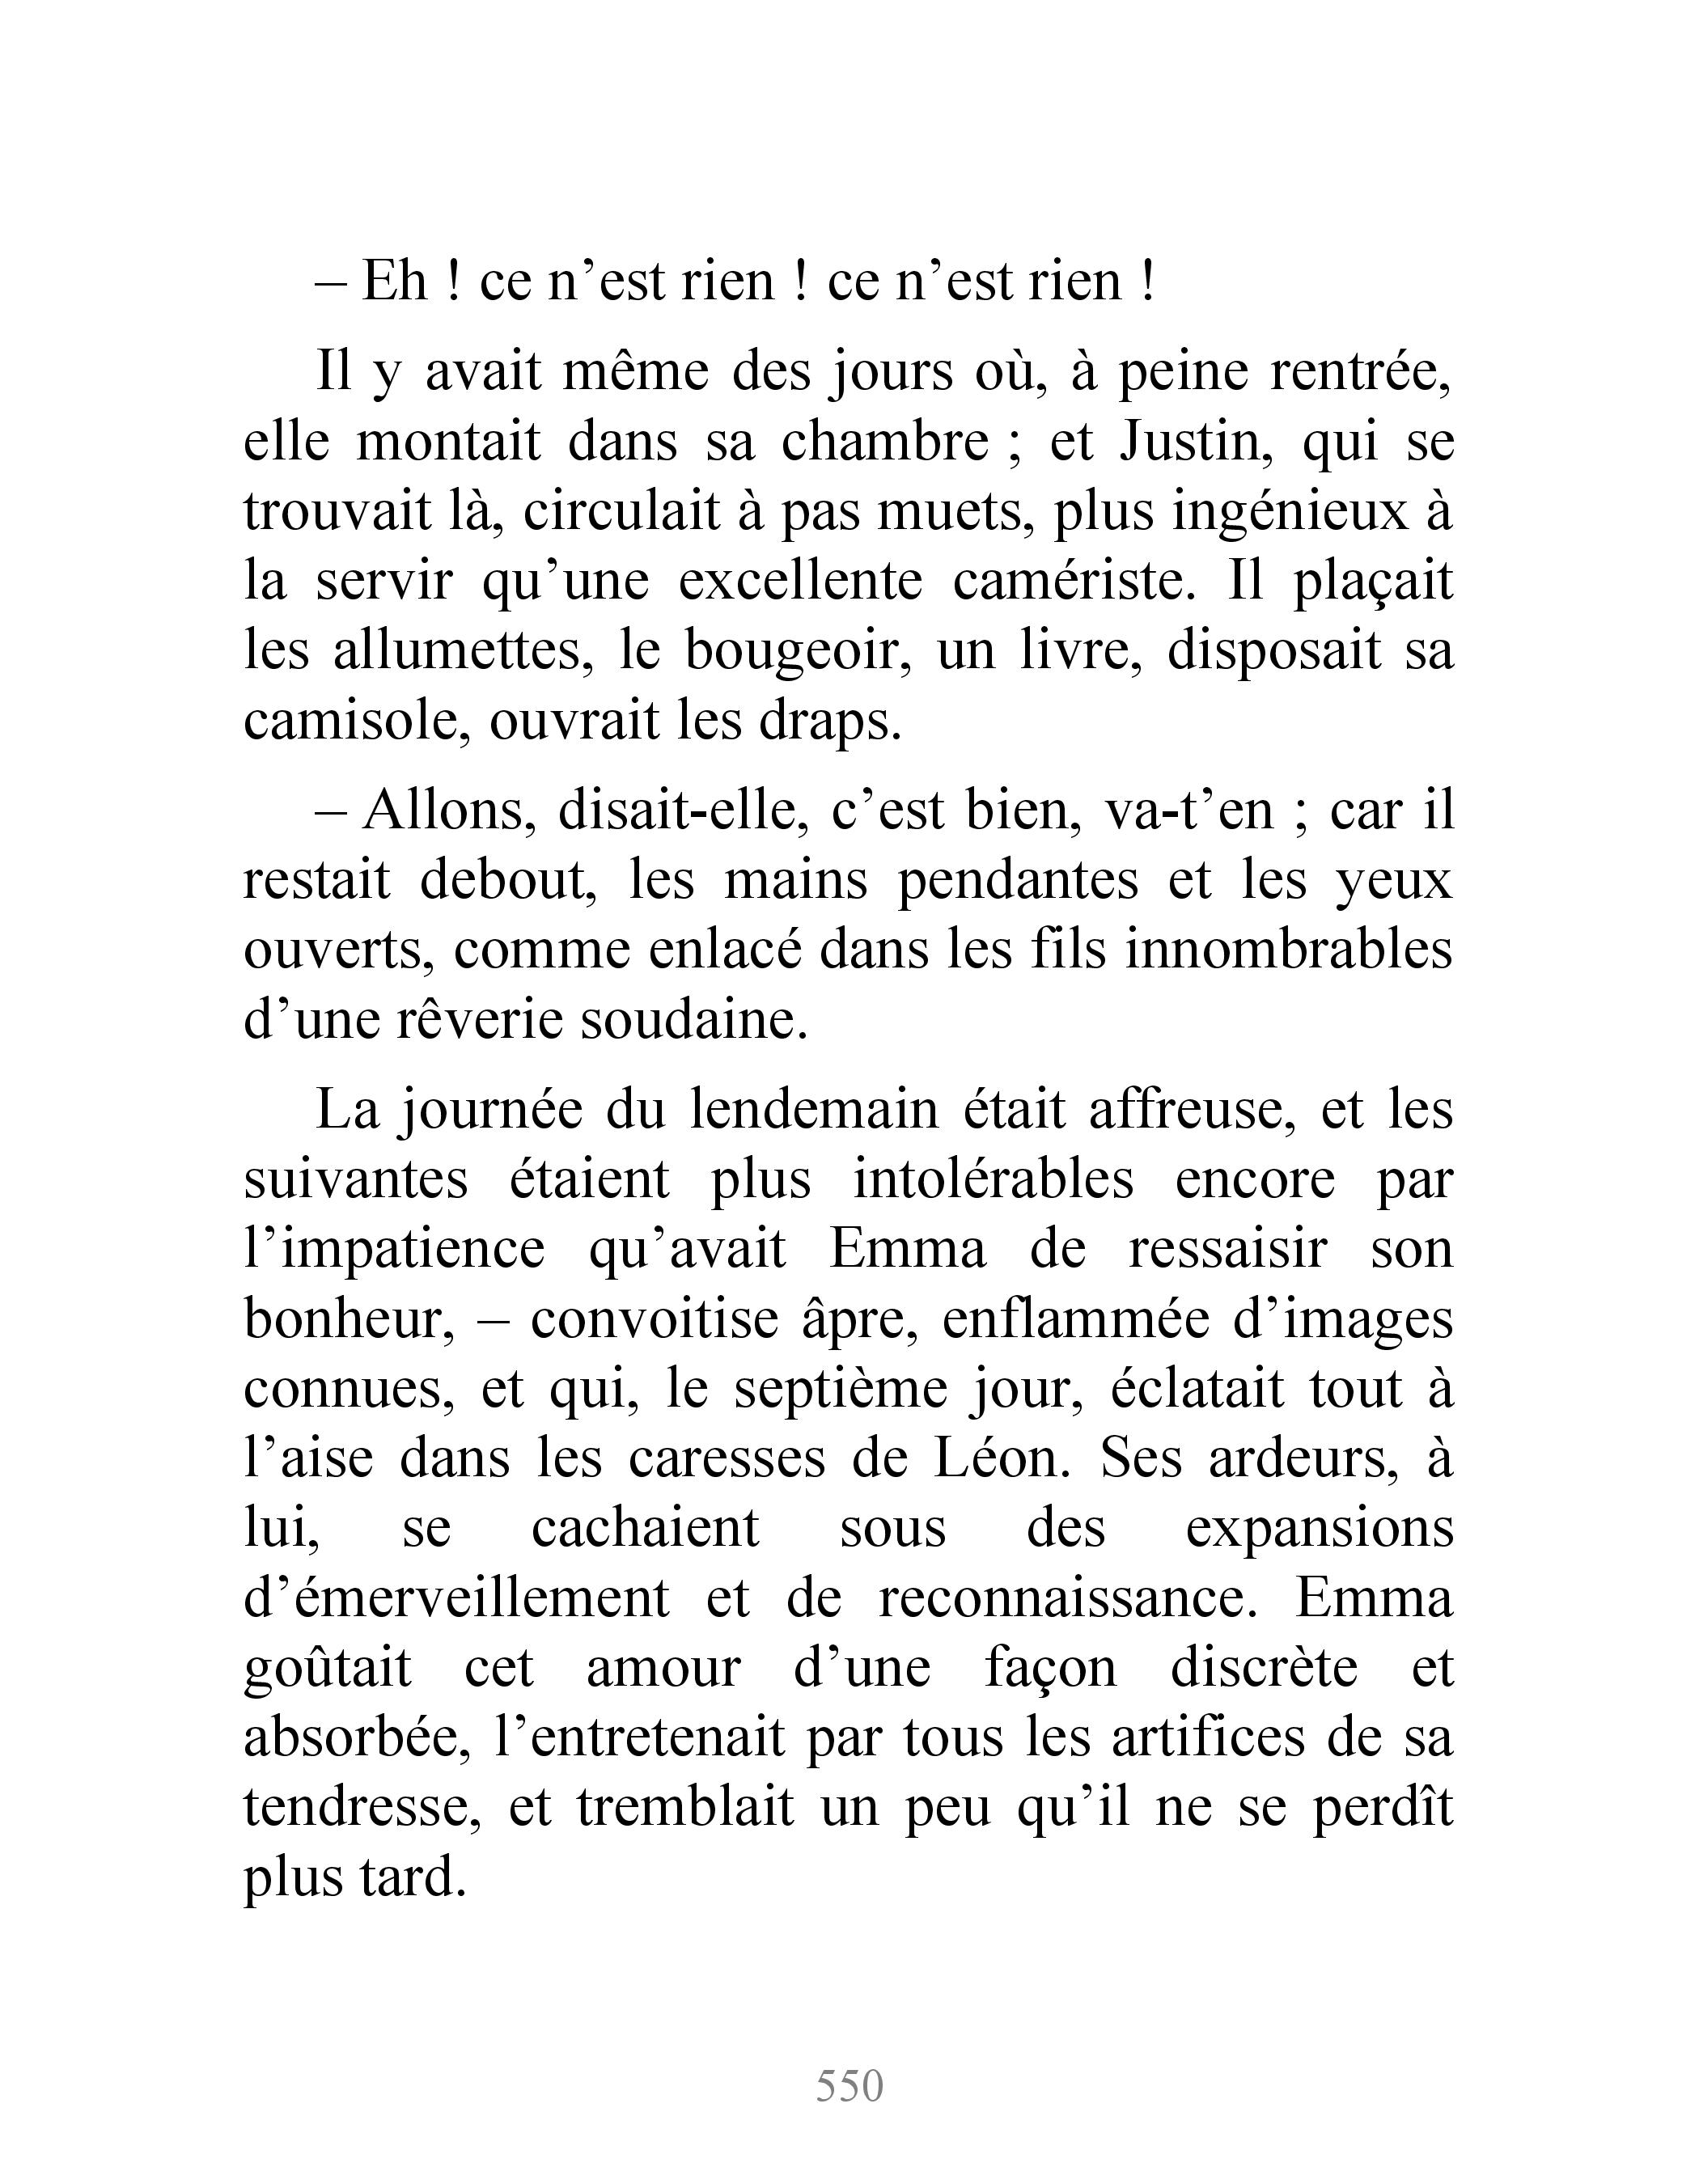 – Eh ! ce n’est rien ! ce n’est rien !
Il y avait même des jours où, à peine rentrée,
elle montait dans sa chambre ; et Justin, qui se
trouvait là, circulait à pas muets, plus ingénieux à
la servir qu’une excellente camériste. Il plaçait
les allumettes, le bougeoir, un livre, disposait sa
camisole, ouvrait les draps.
– Allons, disait-elle, c’est bien, va-t’en ; car il
restait debout, les mains pendantes et les yeux
ouverts, comme enlacé dans les fils innombrables
d’une rêverie soudaine.
La journée du lendemain était affreuse, et les
suivantes étaient plus intolérables encore par
l’impatience qu’avait Emma de ressaisir son
bonheur, – convoitise âpre, enflammée d’images
connues, et qui, le septième jour, éclatait tout à
l’aise dans les caresses de Léon. Ses ardeurs, à
lui, se cachaient sous des expansions
d’émerveillement et de reconnaissance. Emma
goûtait cet amour d’une façon discrète et
absorbée, l’entretenait par tous les artifices de sa
tendresse, et tremblait un peu qu’il ne se perdît
plus tard.
550